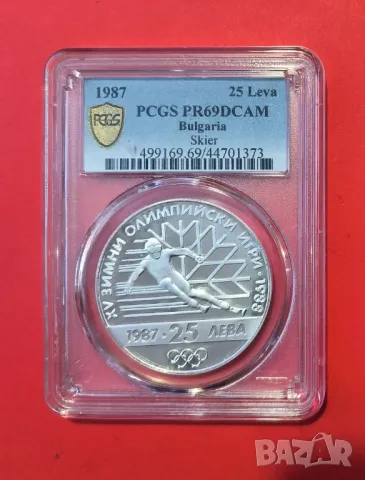 1987 25 Leva
PCGS PR69DCAM
Bulgaria
Skier
499169.69/44701373
PCGS
XV ЗИМНИ ОЛИМПИЙСКИ ИГРИ · 1988
1987 · 25 ЛЕВА
BAZAR